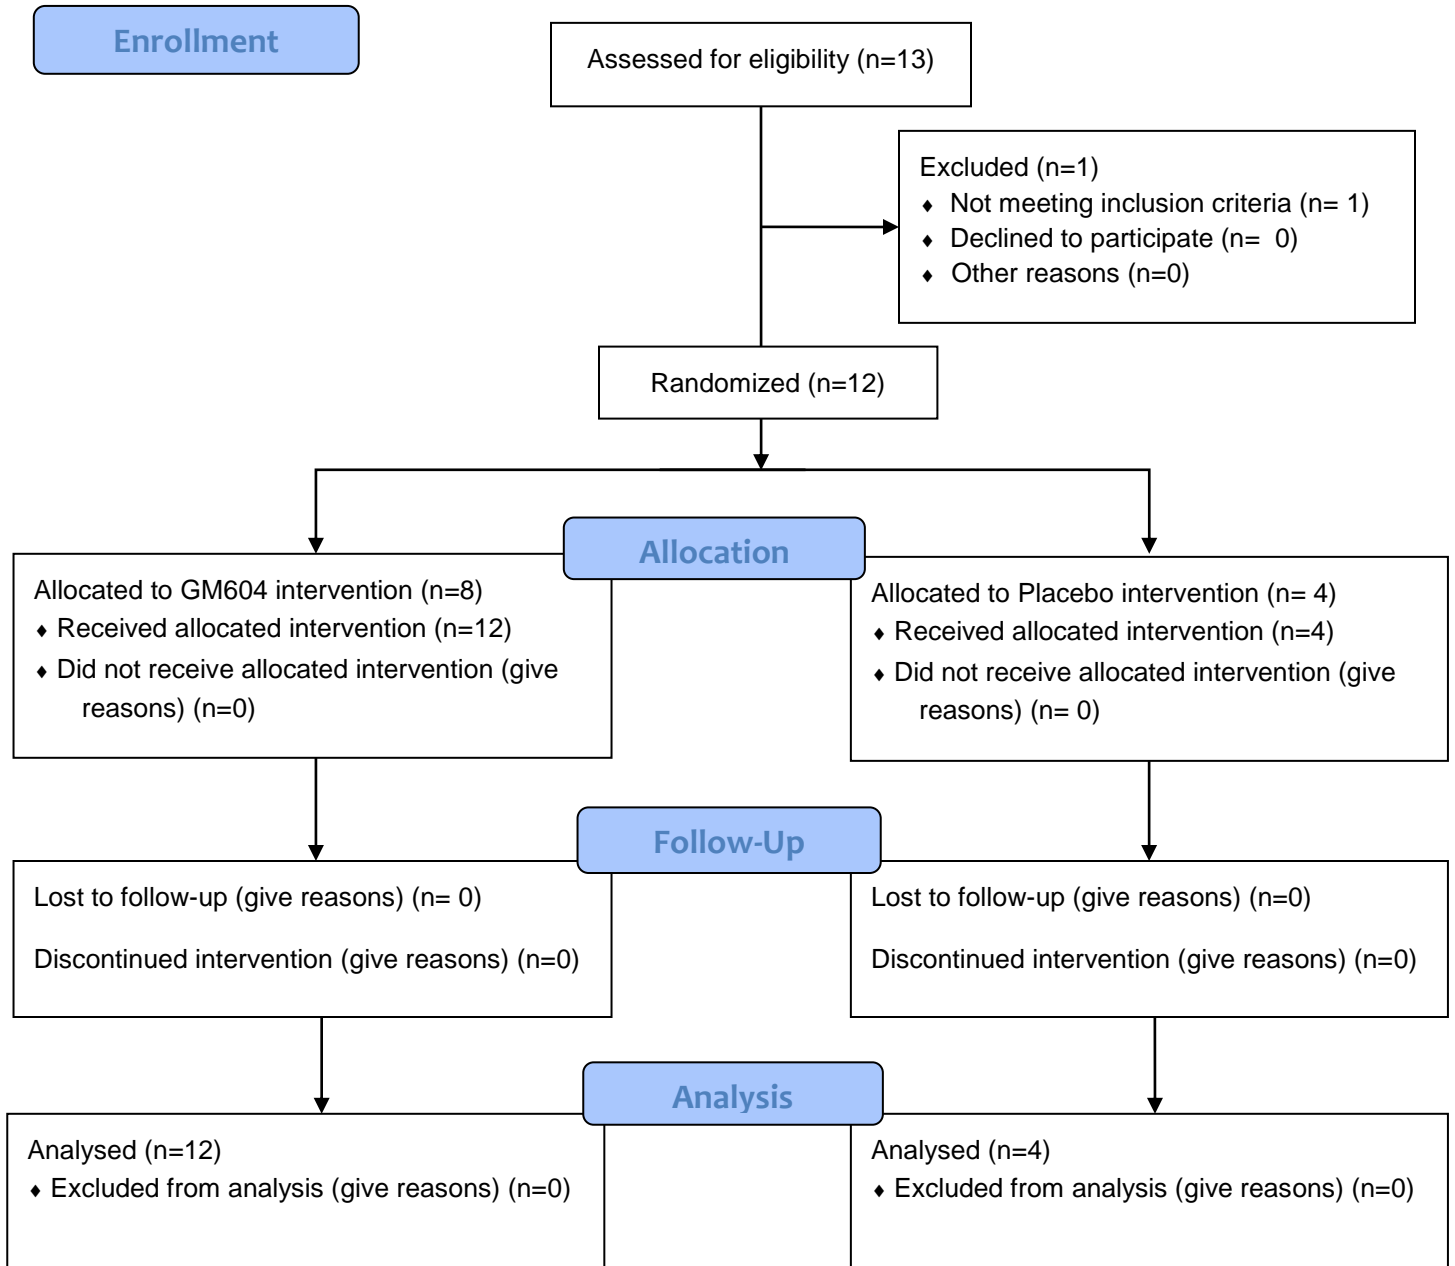 Enrollment
Assessed for eligibility (n=13)
Excluded (n=1)
♦ Not meeting inclusion criteria (n= 1)
♦ Declined to participate (n= 0)
♦ Other reasons (n=0)
Randomized (n=12)
Allocation
Allocated to GM604 intervention (n=8)
♦ Received allocated intervention (n=12)
♦ Did not receive allocated intervention (give
reasons) (n=0)
Allocated to Placebo intervention (n= 4)
♦ Received allocated intervention (n=4)
♦ Did not receive allocated intervention (give
reasons) (n= 0)
Follow-Up
Lost to follow-up (give reasons) (n= 0)
Discontinued intervention (give reasons) (n=0)
Lost to follow-up (give reasons) (n=0)
Discontinued intervention (give reasons) (n=0)
Analysis
Analysed (n=12)
♦ Excluded from analysis (give reasons) (n=0)
Analysed (n=4)
♦ Excluded from analysis (give reasons) (n=0)